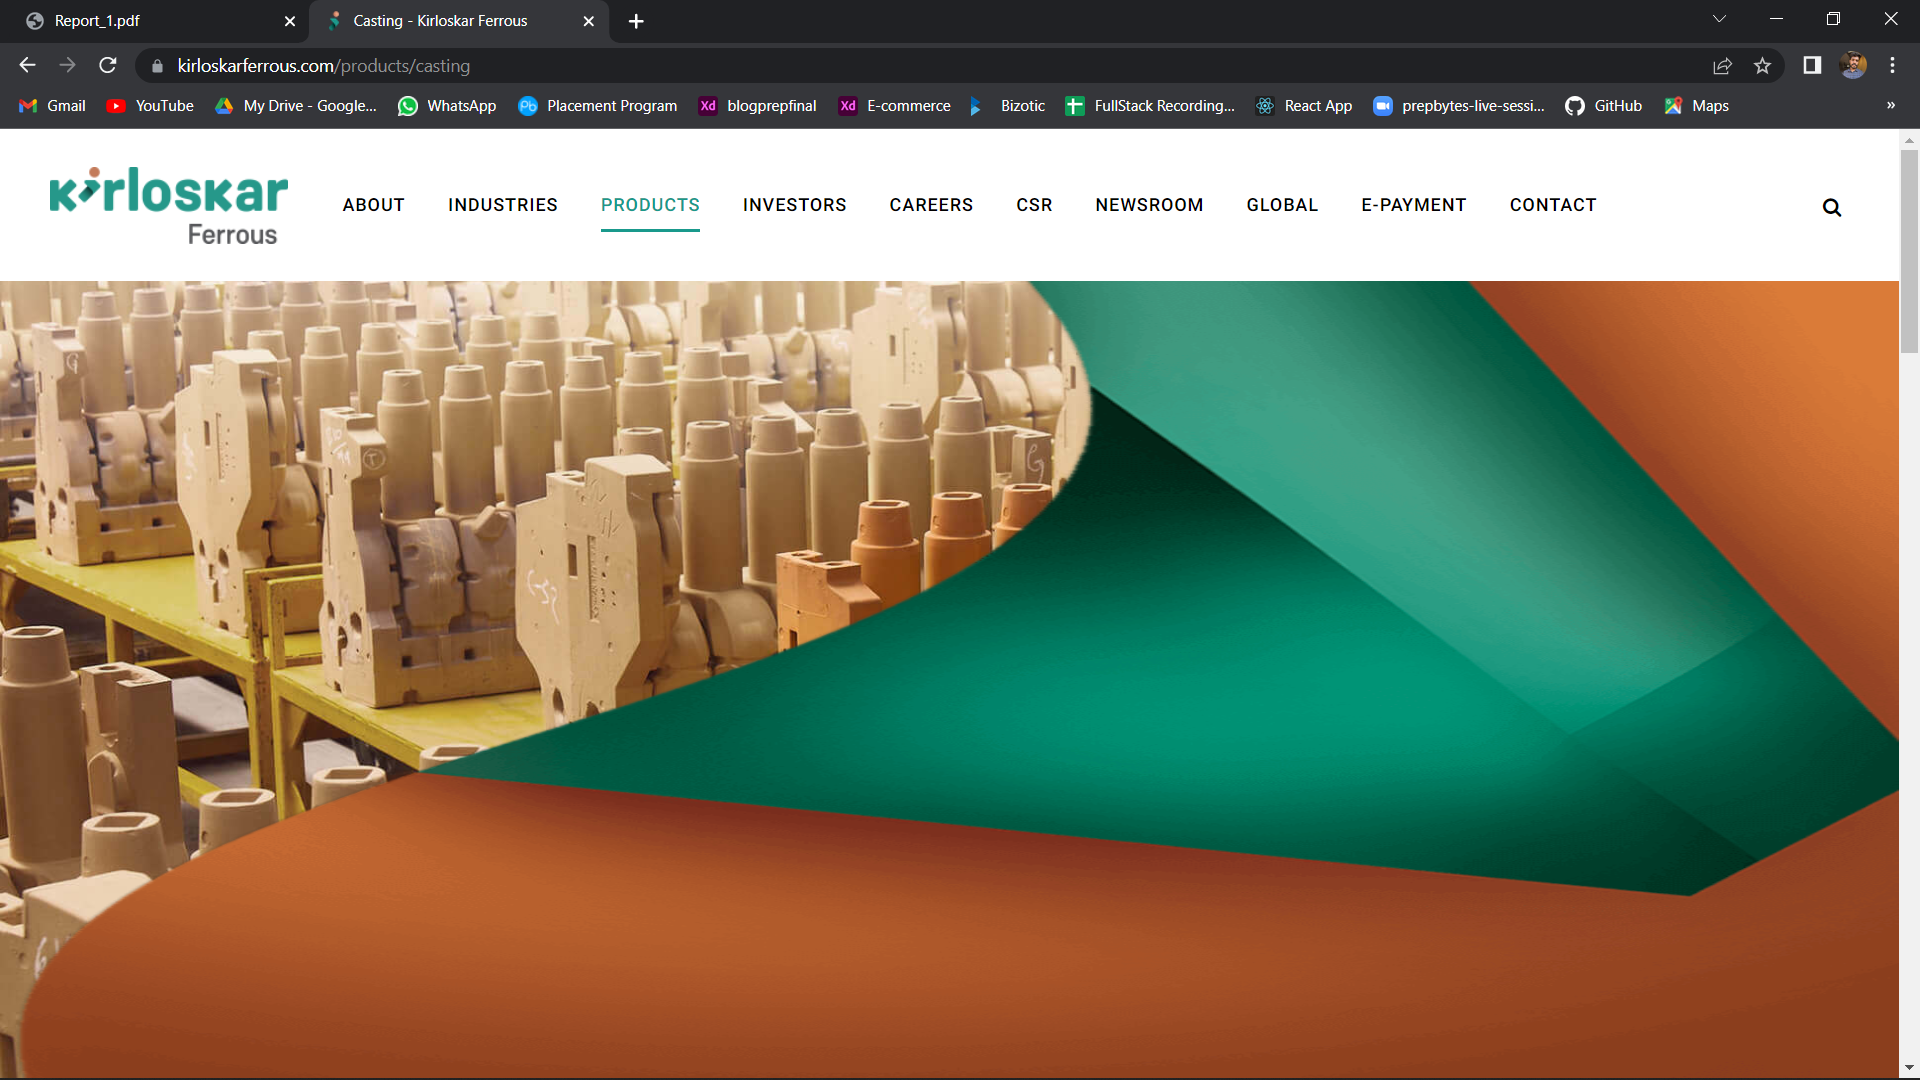 Report_1.pdf
Casting - Kirloskar Ferrous
kirloskarferrous.com/products/casting
Gmail YouTube My Drive - Google... WhatsApp Placement Program Xd blogprepfinal Xd E-commerce Bizotic FullStack Recording... React App prepbytes-live-sessi... GitHub Maps »
kirloskar
Ferrous
ABOUT INDUSTRIES PRODUCTS INVESTORS CAREERS CSR NEWSROOM GLOBAL E-PAYMENT CONTACT